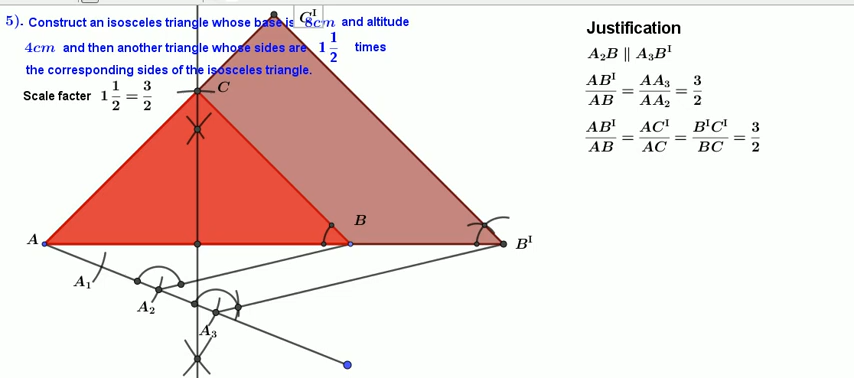 5). Construct an isosceles triangle whose base is 8cm and altitude
4cm and then another triangle whose sides are 1 1/2 times
the corresponding sides of the isosceles triangle.
Scale facter 1 1/2 = 3/2
C^I
C
A
B
B^I
A₁
A₂
A₃
Justification
A₂B ∥ A₃B^I
AB^I/AB = AA₃/AA₂ = 3/2
AB^I/AB = AC^I/AC = B^IC^I/BC = 3/2